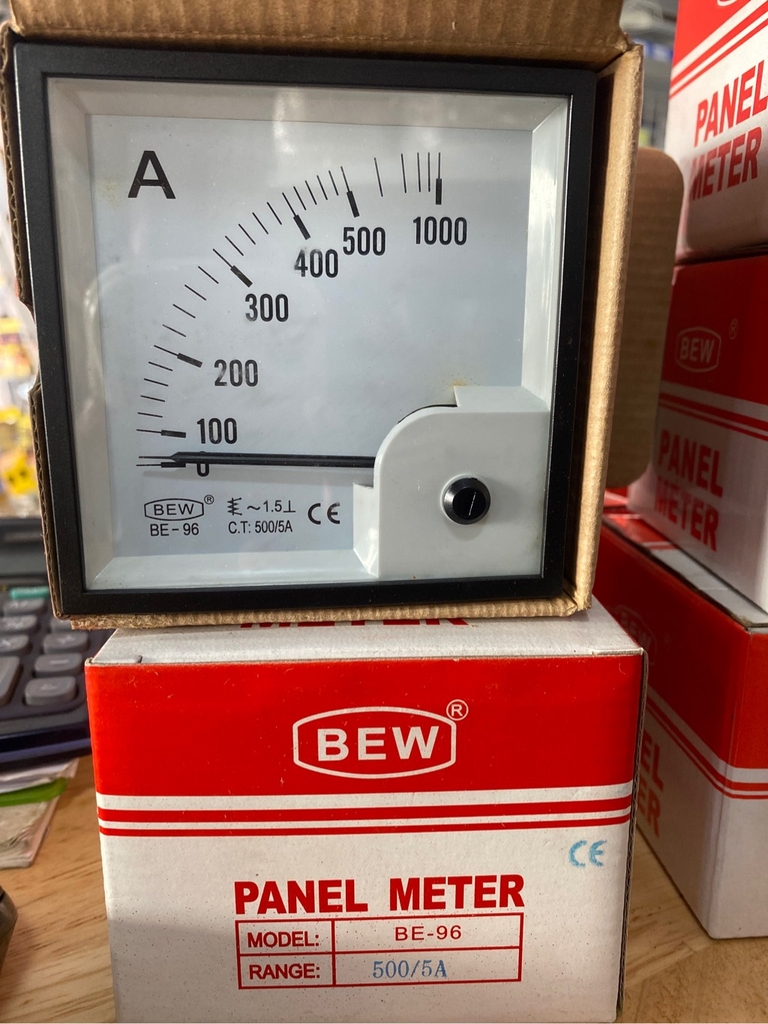 A
0
100
200
300
400
500
1000
BEW®
BE-96
~1.5⊥
C.T: 500/5A
CE
METER
BEW®
CE
PANEL METER
MODEL: BE-96
RANGE: 500/5A
PANEL
METER
BEW®
PANEL
METER